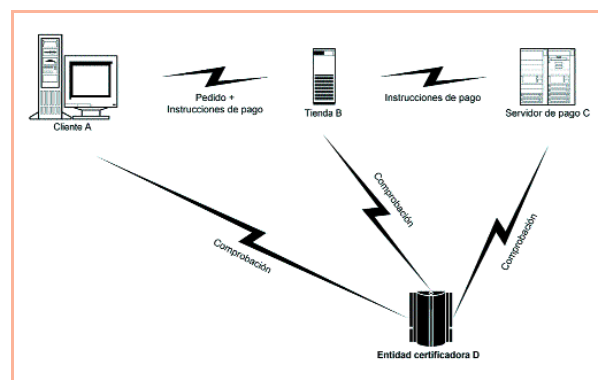 Pedido +
Instrucciones de pago
Instrucciones de pago
Cliente A
Tienda B
Servidor de pago C
Comprobación
Comprobación
Comprobación
Entidad certificadora D